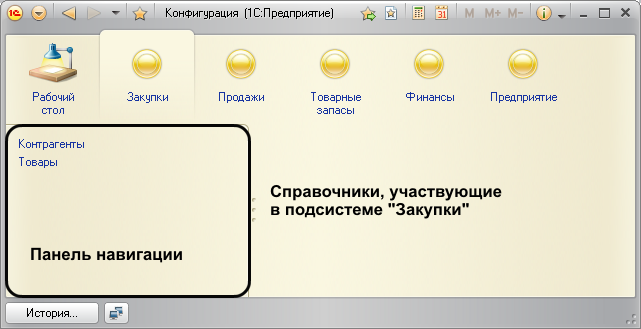 Конфигурация (1С:Предприятие)
M M+ M-
31
Рабочий
стол
Закупки
Продажи
Товарные
запасы
Финансы
Предприятие
Контрагенты
Товары
Справочники, участвующие
в подсистеме "Закупки"
Панель навигации
История...